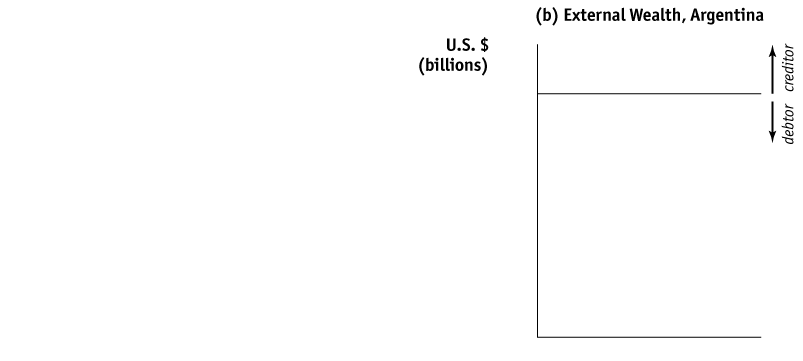 (b) External Wealth, Argentina
U.S. $
(billions)
creditor
debtor